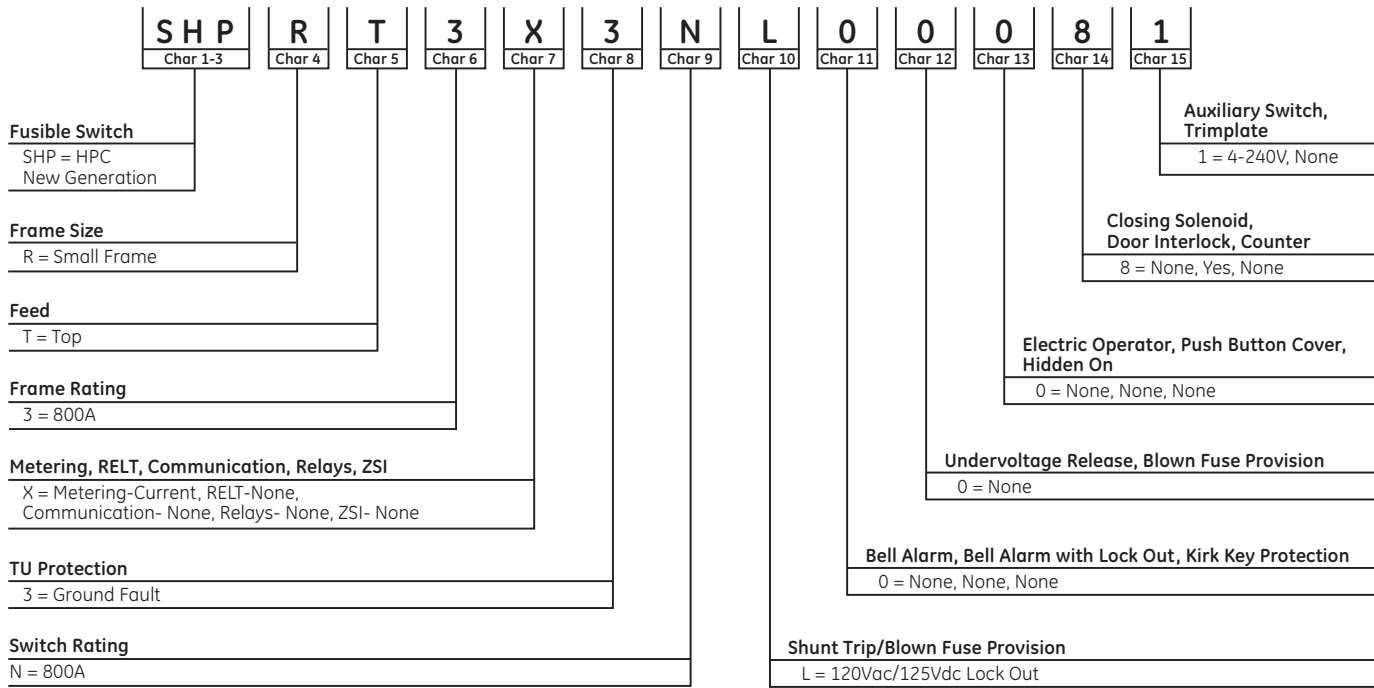 SHP R T 3 X 3 N L 0 0 0 8 1
Char 1-3 Char 4 Char 5 Char 6 Char 7 Char 8 Char 9 Char 10 Char 11 Char 12 Char 13 Char 14 Char 15
Fusible Switch
SHP = HPC
New Generation
Frame Size
R = Small Frame
Feed
T = Top
Frame Rating
3 = 800A
Metering, RELT, Communication, Relays, ZSI
X = Metering-Current, RELT-None,
Communication- None, Relays- None, ZSI- None
TU Protection
3 = Ground Fault
Switch Rating
N = 800A
Auxiliary Switch,
Trimplate
1 = 4-240V, None
Closing Solenoid,
Door Interlock, Counter
8 = None, Yes, None
Electric Operator, Push Button Cover,
Hidden On
0 = None, None, None
Undervoltage Release, Blown Fuse Provision
0 = None
Bell Alarm, Bell Alarm with Lock Out, Kirk Key Protection
0 = None, None, None
Shunt Trip/Blown Fuse Provision
L = 120Vac/125Vdc Lock Out